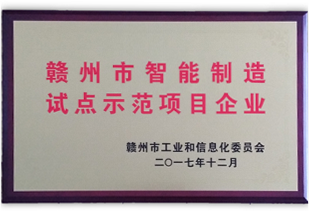 赣州市智能制造
试点示范项目企业
赣州市工业和信息化委员会
二〇一七年十二月